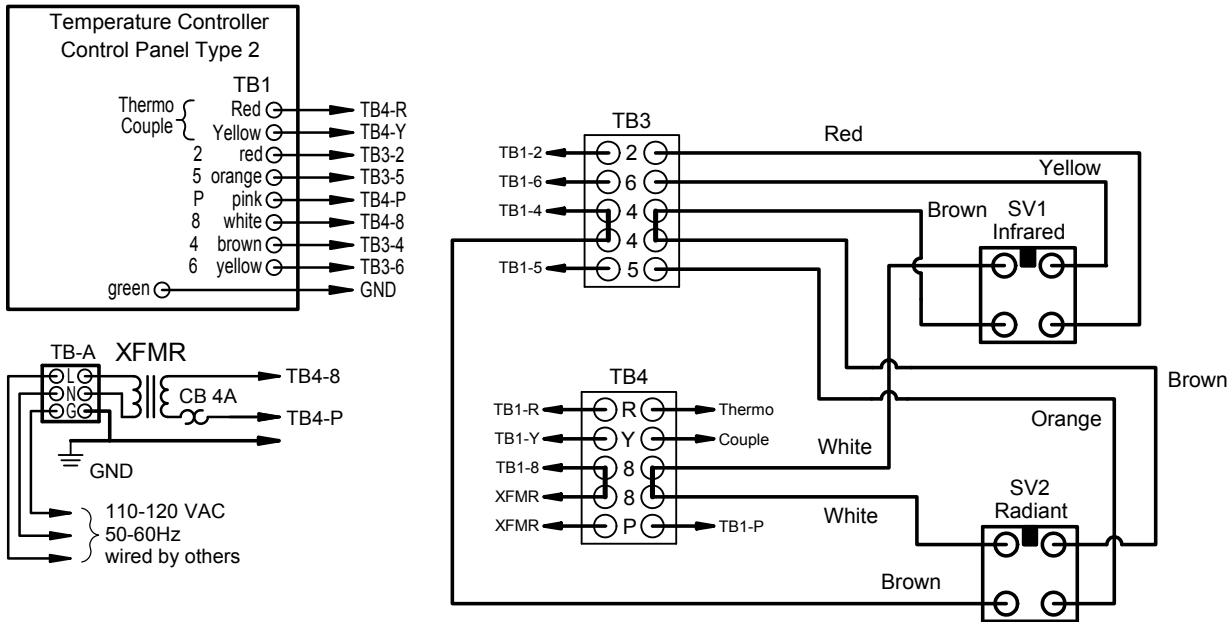 Temperature Controller
Control Panel Type 2
TB1
Thermo
Couple
Red TB4-R
Yellow TB4-Y
2 red TB3-2
5 orange TB3-5
P pink TB4-P
8 white TB4-8
4 brown TB3-4
6 yellow TB3-6
green GND
TB-A XFMR
L
N
G
TB4-8
CB 4A
TB4-P
GND
110-120 VAC
50-60Hz
wired by others
TB3
TB1-2 2
TB1-6 6
TB1-4 4
4
TB1-5 5
Red
Yellow
Brown
SV1
Infrared
TB4
TB1-R R Thermo
TB1-Y Y Couple
TB1-8 8
XFMR 8
XFMR P TB1-P
White
White
Brown
Orange
Brown
SV2
Radiant